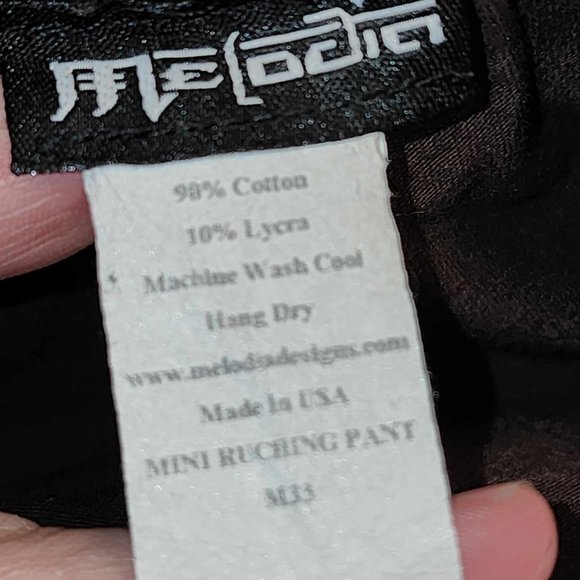 Melodia
90% Cotton
10% Lycra
Machine Wash Cool
Hang Dry
www.melodiadesigns.com
Made In USA
MINI RUCHING PANT
M35